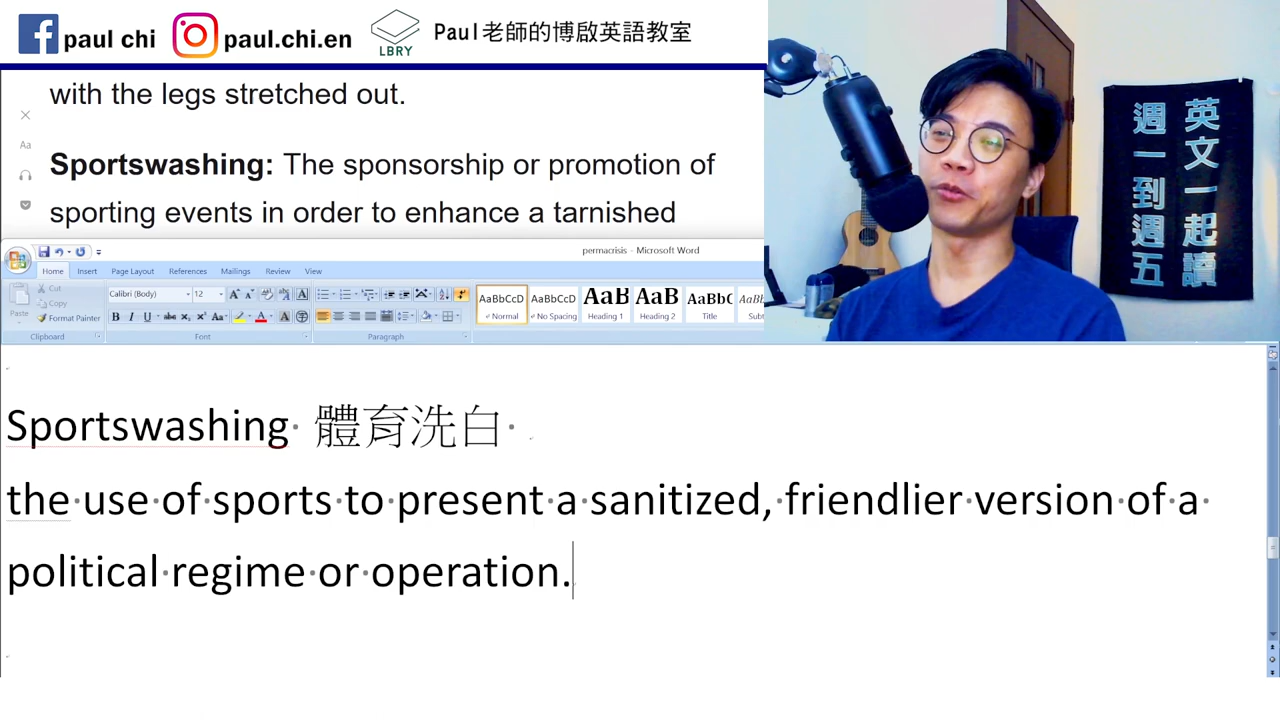 paul chi
paul.chi.en
LBRY
Paul老師的博啟英語教室
with the legs stretched out.
Aa
Sportswashing: The sponsorship or promotion of
sporting events in order to enhance a tarnished
permacrisis - Microsoft Word
Home Insert Page Layout References Mailings Review View
Paste
Cut
Copy
Format Painter
Clipboard
Calibri (Body) 12
Font
Paragraph
AaBbCcD AaBbCcD AaBb AaB AaBbC
Normal No Spacing Heading 1 Heading 2 Title
英文一起讀
週一到週五
Sportswashing 體育洗白
the use of sports to present a sanitized, friendlier version of a
political regime or operation.